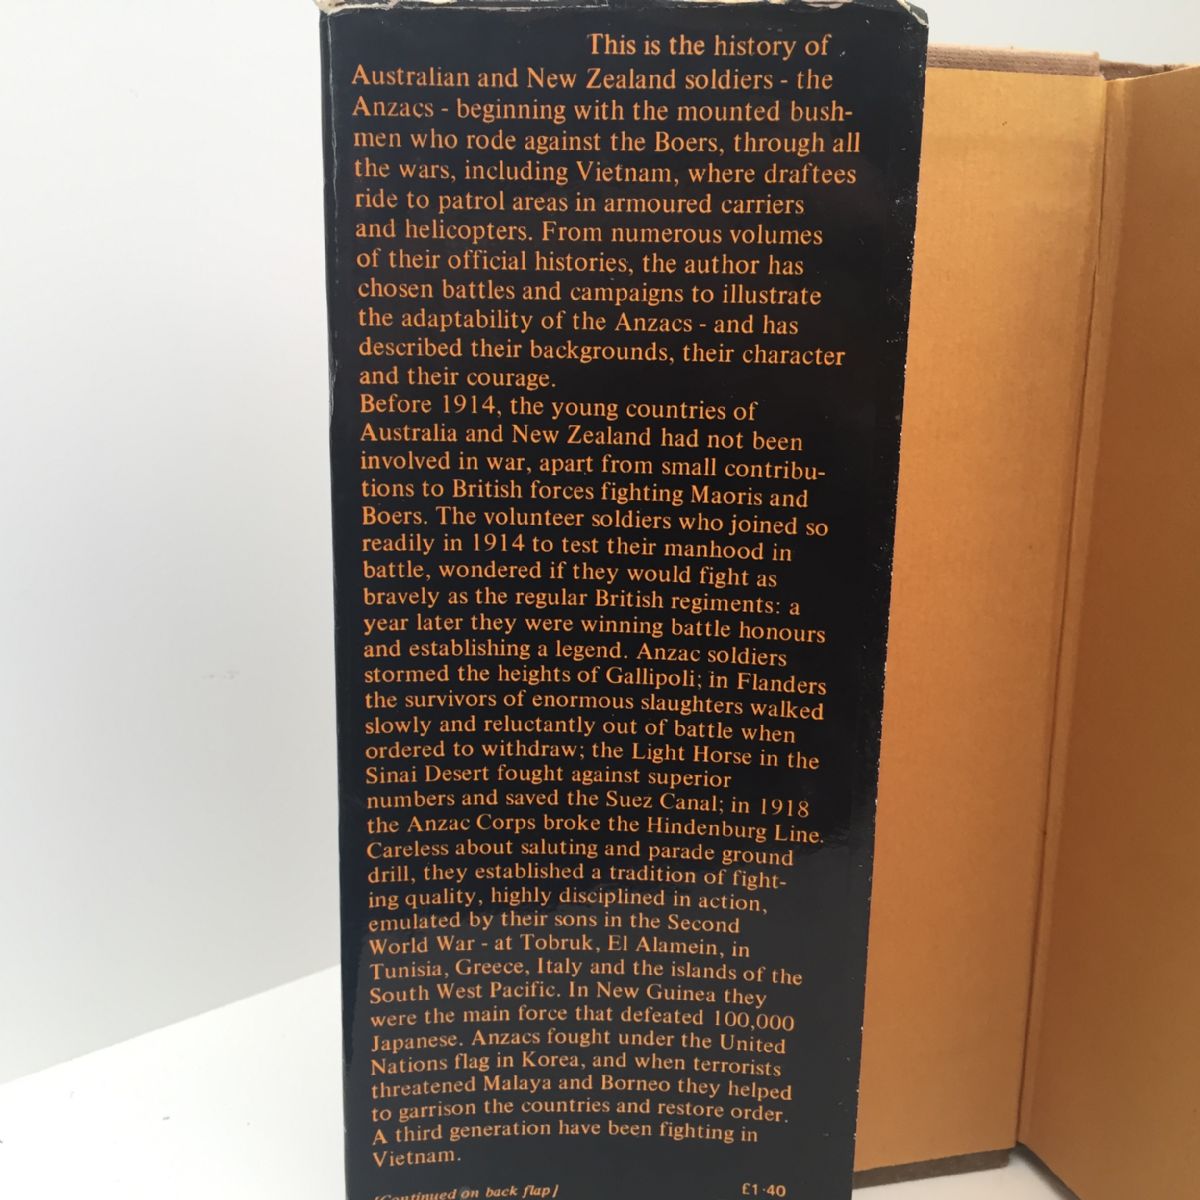 This is the history of
Australian and New Zealand soldiers - the
Anzacs - beginning with the mounted bush-
men who rode against the Boers, through all
the wars, including Vietnam, where draftees
ride to patrol areas in armoured carriers
and helicopters. From numerous volumes
of their official histories, the author has
chosen battles and campaigns to illustrate
the adaptability of the Anzacs - and has
described their backgrounds, their character
and their courage.
Before 1914, the young countries of
Australia and New Zealand had not been
involved in war, apart from small contribu-
tions to British forces fighting Maoris and
Boers. The volunteer soldiers who joined so
readily in 1914 to test their manhood in
battle, wondered if they would fight as
bravely as the regular British regiments: a
year later they were winning battle honours
and establishing a legend. Anzac soldiers
stormed the heights of Gallipoli; in Flanders
the survivors of enormous slaughters walked
slowly and reluctantly out of battle when
ordered to withdraw; the Light Horse in the
Sinai Desert fought against superior
numbers and saved the Suez Canal; in 1918
the Anzac Corps broke the Hindenburg Line.
Careless about saluting and parade ground
drill, they established a tradition of fight-
ing quality, highly disciplined in action,
emulated by their sons in the Second
World War - at Tobruk, El Alamein, in
Tunisia, Greece, Italy and the islands of the
South West Pacific. In New Guinea they
were the main force that defeated 100,000
Japanese. Anzacs fought under the United
Nations flag in Korea, and when terrorists
threatened Malaya and Borneo they helped
to garrison the countries and restore order.
A third generation have been fighting in
Vietnam.
[Continued on back flap] £1·40